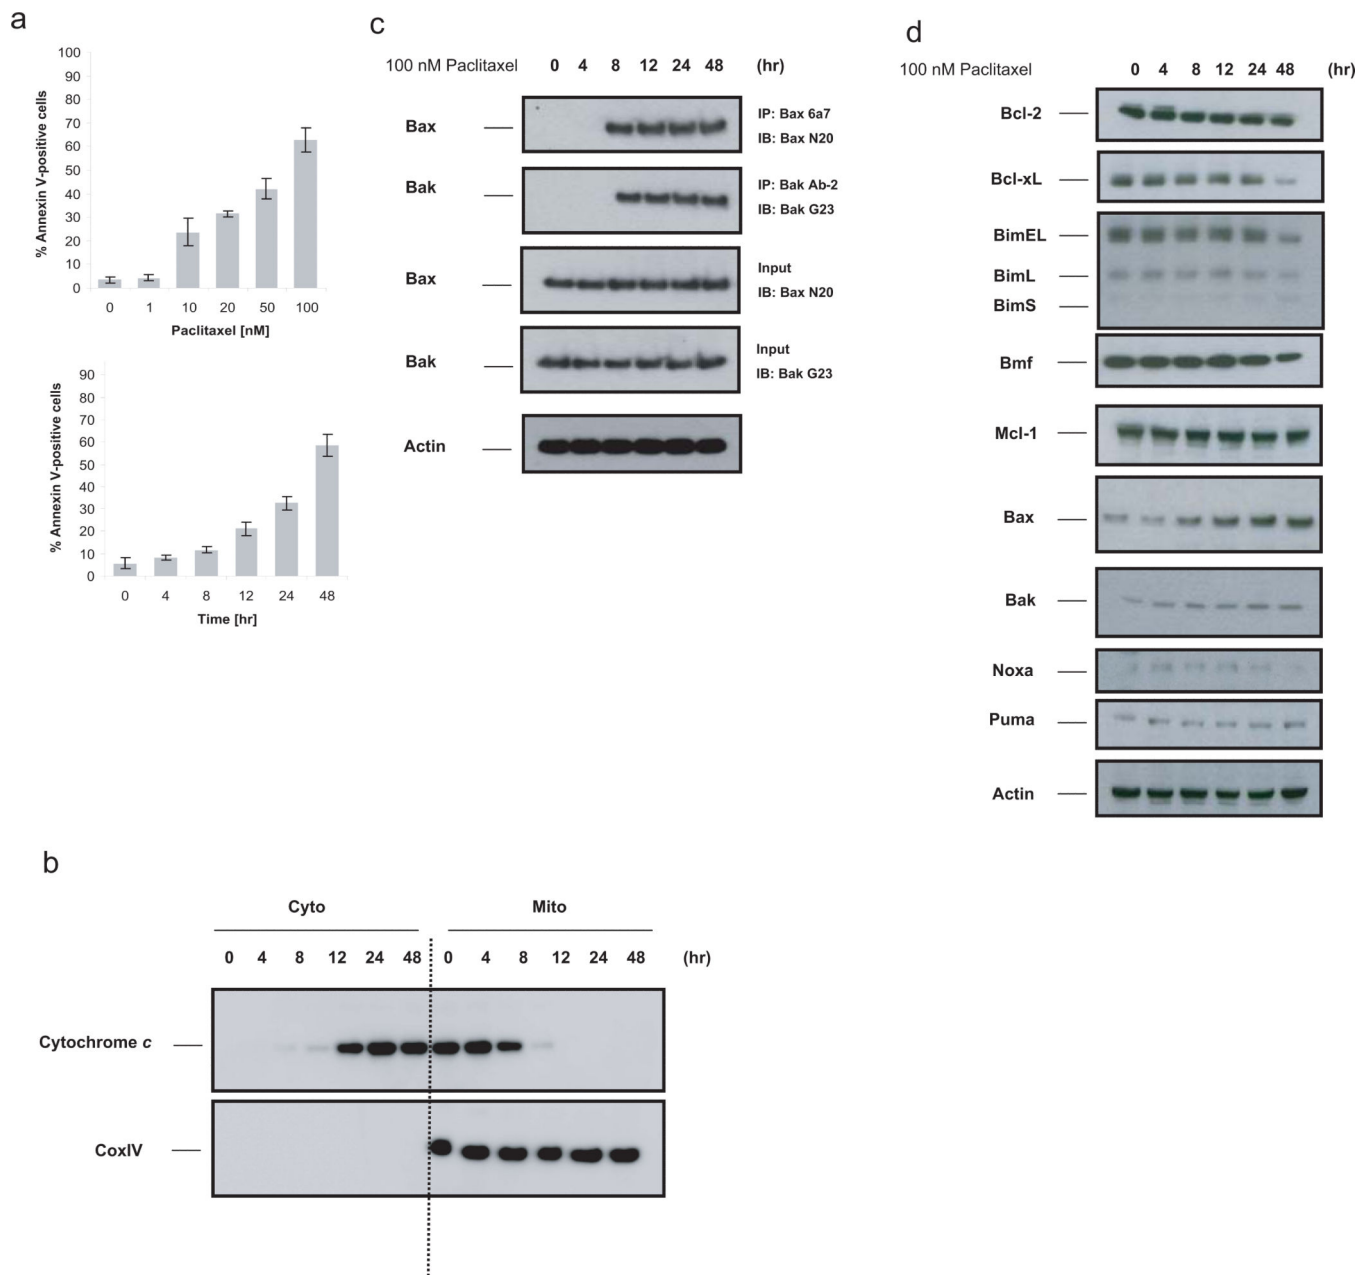 a
100
90
80
70
60
50
40
30
20
10
0
% Annexin V-positive cells
0 1 10 20 50 100
Paclitaxel [nM]
90
80
70
60
50
40
30
20
10
0
% Annexin V-positive cells
0 4 8 12 24 48
Time [hr]
c
100 nM Paclitaxel 0 4 8 12 24 48 (hr)
Bax
IP: Bax 6a7
IB: Bax N20
Bak
IP: Bak Ab-2
IB: Bak G23
Bax
Input
IB: Bax N20
Bak
Input
IB: Bak G23
Actin
d
100 nM Paclitaxel 0 4 8 12 24 48 (hr)
Bcl-2
Bcl-xL
BimEL
BimL
BimS
Bmf
Mcl-1
Bax
Bak
Noxa
Puma
Actin
b
Cyto Mito
0 4 8 12 24 48 0 4 8 12 24 48 (hr)
Cytochrome c
CoxIV